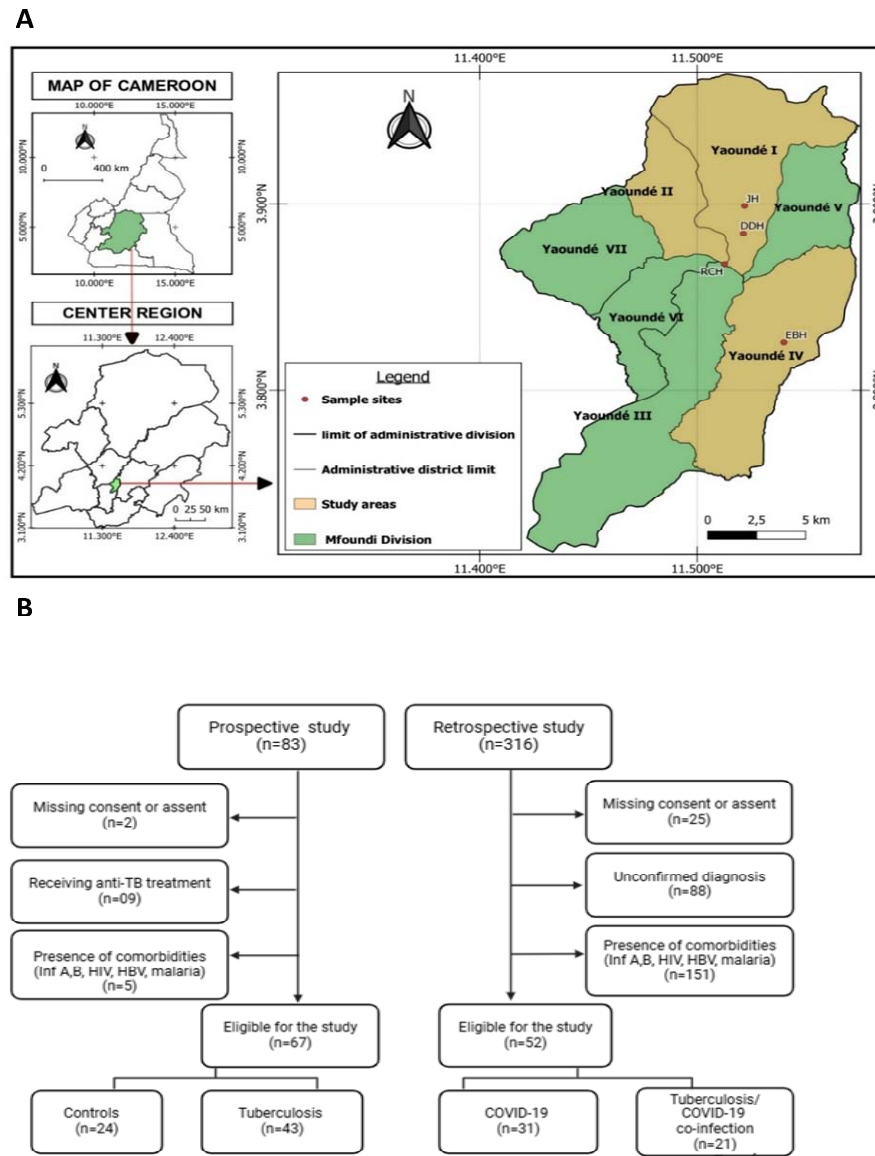 A
MAP OF CAMEROON
10.000°E 15.000°E
N
0 400 km
10.000°N 10.000°N
5.000°N 5.000°N
10.000°E 15.000°E
CENTER REGION
11.300°E 12.400°E
N
5.300°N 5.300°N
4.200°N 4.200°N
3.100°N 3.100°N
0 25 50 km
11.300°E 12.400°E
11.400°E 11.500°E
N
3.900°N
3.800°N
Yaoundé I
Yaoundé II
JH
Yaoundé V
DDH
Yaoundé VII
RCH
Yaoundé VI
EBH
Yaoundé IV
Yaoundé III
Legend
Sample sites
limit of administrative division
Administrative district limit
Study areas
Mfoundi Division
0 2,5 5 km
11.400°E 11.500°E
B
Prospective study
(n=83)
Retrospective study
(n=316)
Missing consent or assent
(n=2)
Missing consent or assent
(n=25)
Receiving anti-TB treatment
(n=09)
Unconfirmed diagnosis
(n=88)
Presence of comorbidities
(Inf A,B, HIV, HBV, malaria)
(n=5)
Presence of comorbidities
(Inf A,B, HIV, HBV, malaria)
(n=151)
Eligible for the study
(n=67)
Eligible for the study
(n=52)
Controls
(n=24)
Tuberculosis
(n=43)
COVID-19
(n=31)
Tuberculosis/
COVID-19
co-infection
(n=21)